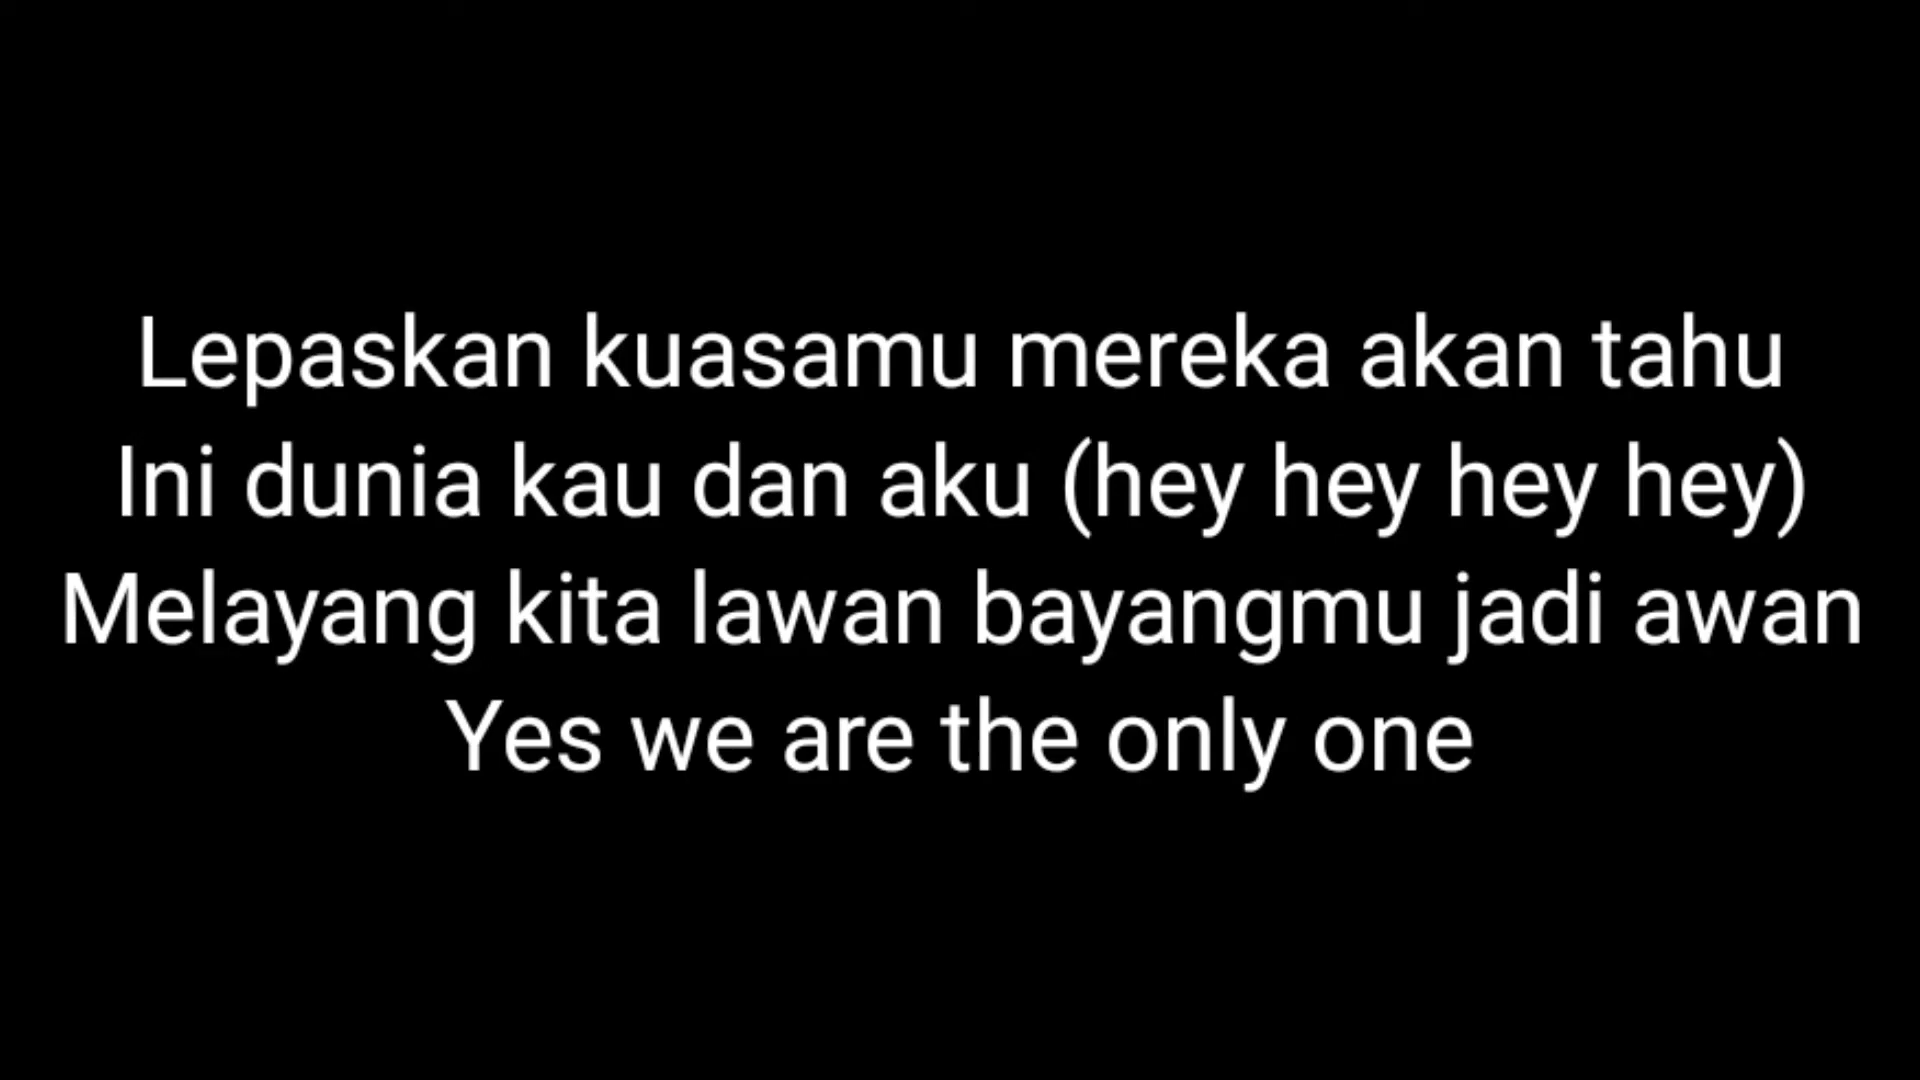 Lepaskan kuasamu mereka akan tahu
Ini dunia kau dan aku (hey hey hey hey)
Melayang kita lawan bayangmu jadi awan
Yes we are the only one